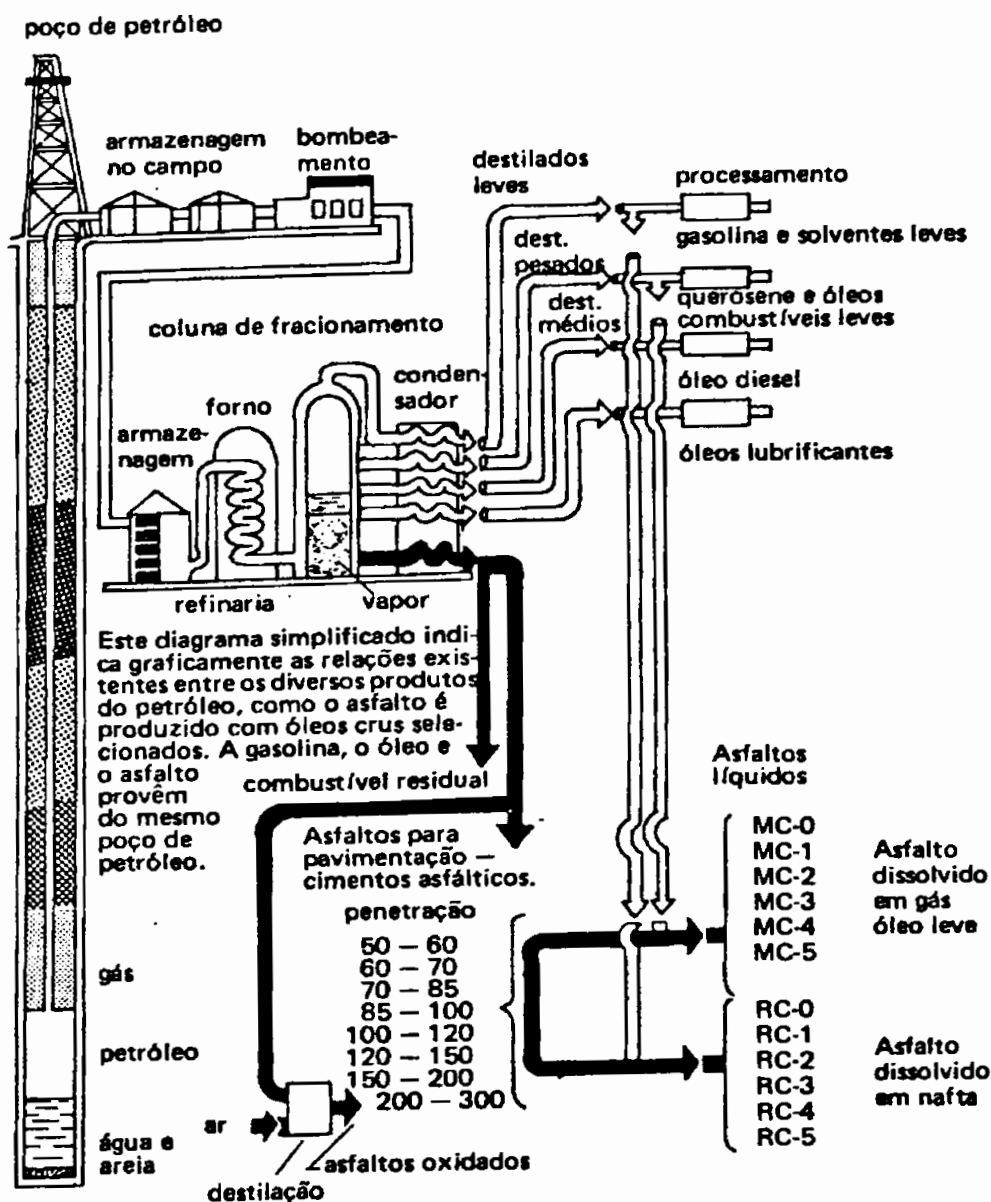 poço de petróleo
armazenagem
no campo
bombea-
mento
destilados
leves
processamento
gasolina e solventes leves
dest.
pesados
querosene e óleos
combustíveis leves
dest.
médios
óleo diesel
óleos lubrificantes
coluna de fracionamento
conden-
sador
forno
armaze-
nagem
refinaria
vapor
Este diagrama simplificado indi-
ca graficamente as relações exis-
tentes entre os diversos produtos
do petróleo, como o asfalto é
produzido com óleos crus sele-
cionados. A gasolina, o óleo e
o asfalto
provêm
do mesmo
poço de
petróleo.
combustível residual
Asfaltos para
pavimentação —
cimentos asfálticos.
penetração
50 — 60
60 — 70
70 — 85
85 — 100
100 — 120
120 — 150
150 — 200
200 — 300
Asfaltos
líquidos
MC-0
MC-1
MC-2
MC-3
MC-4
MC-5
Asfalto
dissolvido
em gás
óleo leve
RC-0
RC-1
RC-2
RC-3
RC-4
RC-5
Asfalto
dissolvido
em nafta
gás
petróleo
água e
areia
ar
asfaltos oxidados
destilação